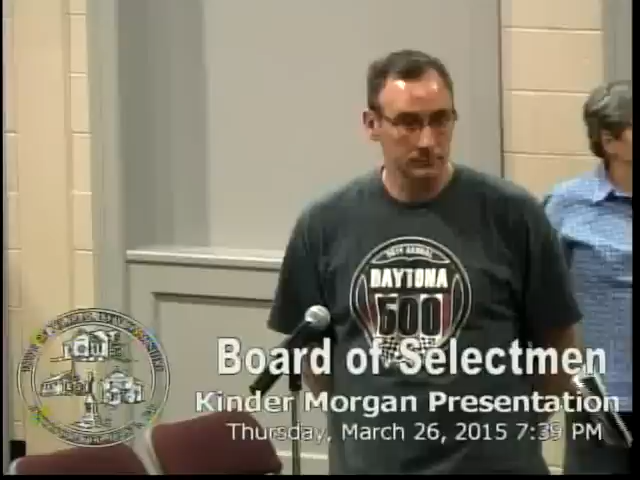 DAYTONA
500
Board of Selectmen
Kinder Morgan Presentation
Thursday, March 26, 2015 7:39 PM